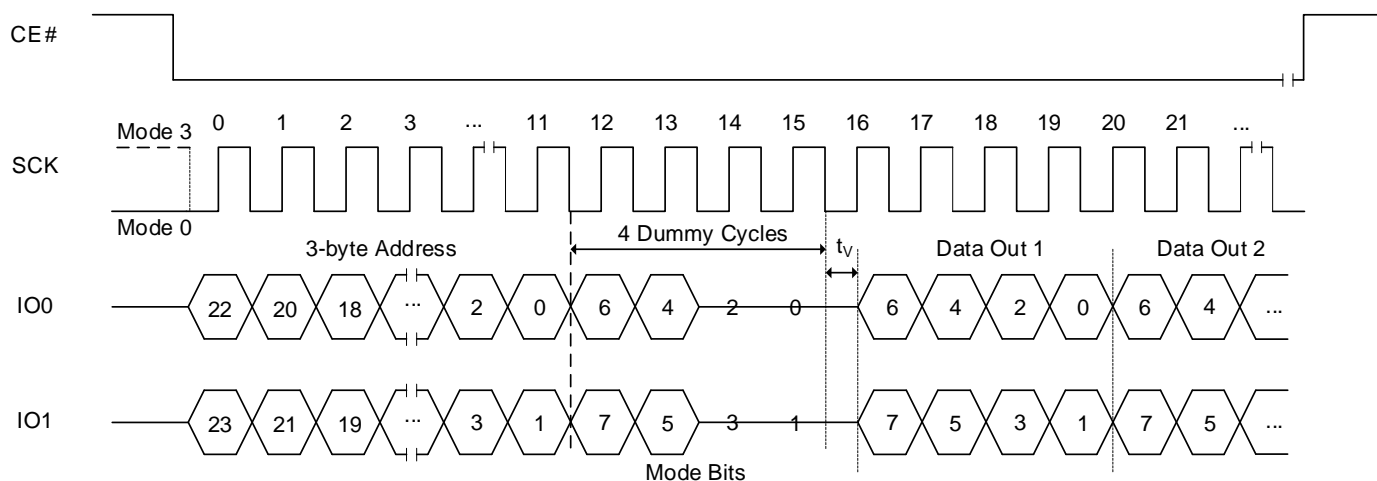 CE#
0 1 2 3 ... 11 12 13 14 15 16 17 18 19 20 21 ...
Mode 3
SCK
Mode 0
3-byte Address 4 Dummy Cycles tV Data Out 1 Data Out 2
IO0 22 20 18 ... 2 0 6 4 2 0 6 4 2 0 6 4 ...
IO1 23 21 19 ... 3 1 7 5 3 1 7 5 3 1 7 5 ...
Mode Bits